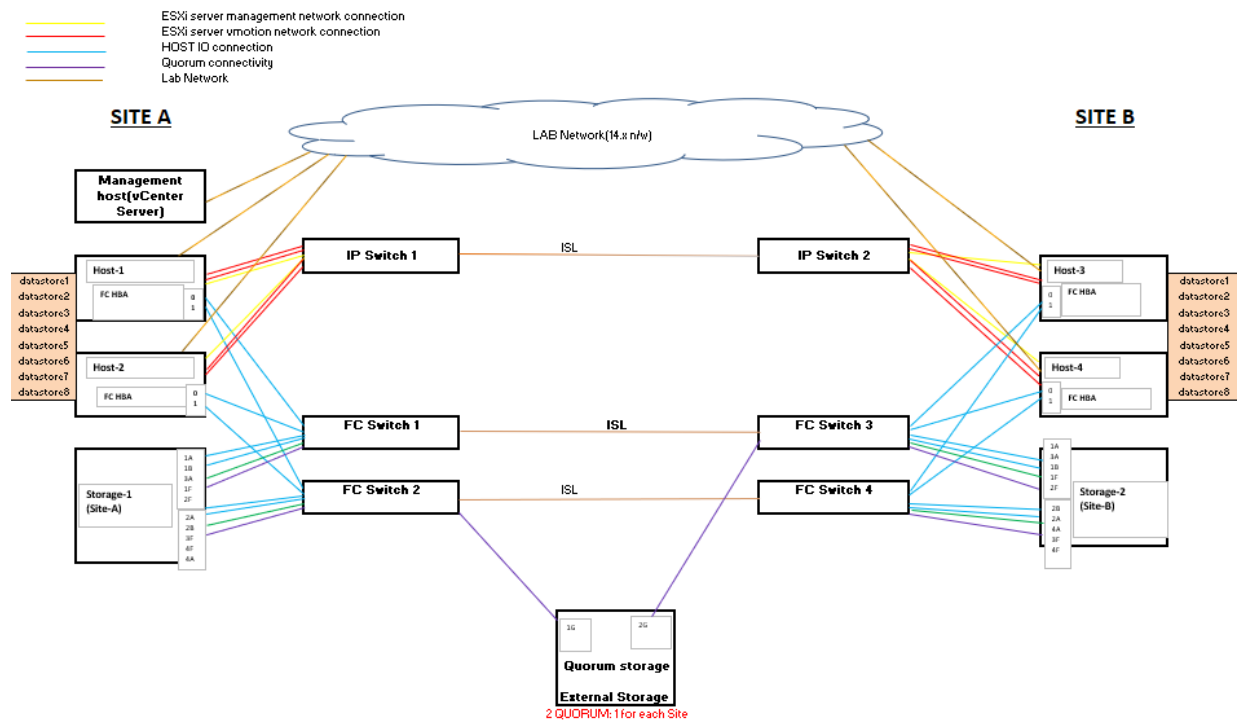 ESXi server management network connection
ESXi server vmotion network connection
HOST IO connection
Quorum connectivity
Lab Network
SITE A
SITE B
LAB Network(14.x n/w)
Management
host(vCenter
Server)
IP Switch 1
ISL
IP Switch 2
Host-1
FC HBA
0
1
datastore1
datastore2
datastore3
datastore4
datastore5
datastore6
datastore7
datastore8
Host-2
FC HBA
0
1
Host-3
0
1
FC HBA
Host-4
0
1
FC HBA
datastore1
datastore2
datastore3
datastore4
datastore5
datastore6
datastore7
datastore8
FC Switch 1
ISL
FC Switch 3
FC Switch 2
ISL
FC Switch 4
Storage-1
(Site-A)
1A
1B
3A
1F
2F
2A
2B
3F
4F
4A
1A
3A
1B
1F
2F
2B
2A
4A
3F
4F
Storage-2
(Site-B)
1G
2G
Quorum storage
External Storage
2 QUORUM: 1 for each Site